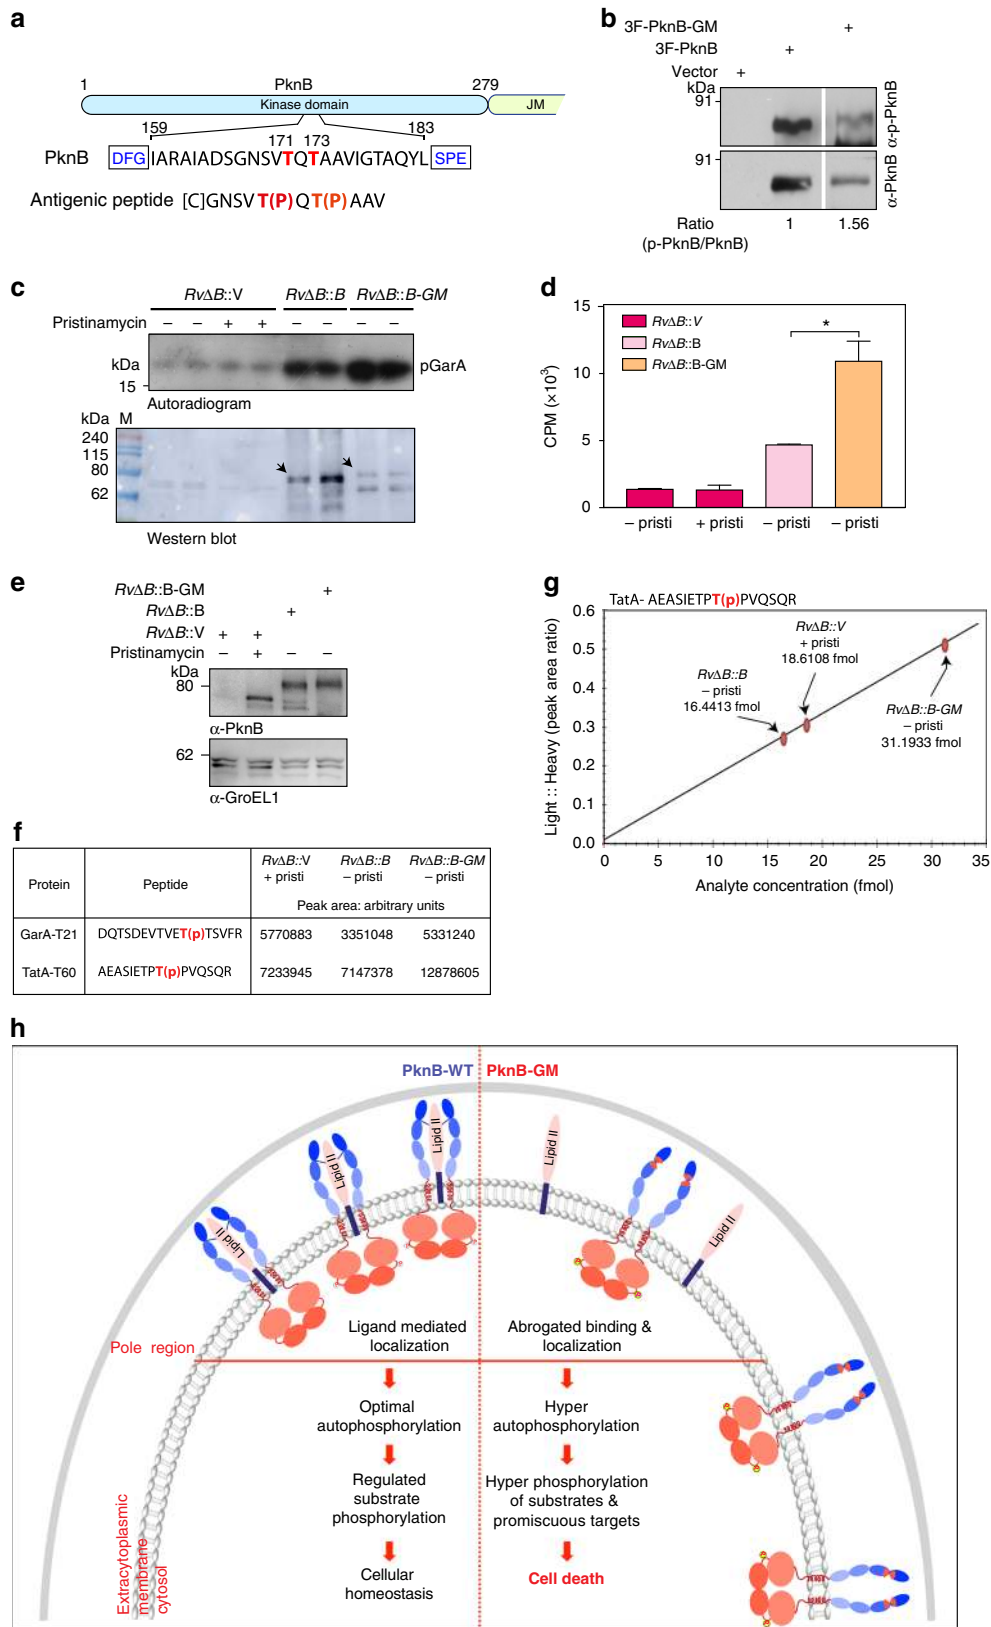 a
1 PknB 279
Kinase domain JM
159 171 173 183
PknB DFG IARAIADSGNSVTQTAAVIGTAQYL SPE
Antigenic peptide [C]GNSV T(P) Q T(P) AAV
b
3F-PknB-GM +
3F-PknB +
Vector +
kDa
91
α-p-PknB
91
α-PknB
Ratio 1 1.56
(p-PknB/PknB)
c
RvΔB::V RvΔB::B RvΔB::B-GM
Pristinamycin – – + + – – – –
kDa pGarA
15
Autoradiogram
kDa M
240
115
80
62
Western blot
d
15
10
5
0
CPM (×10³)
RvΔB::V
RvΔB::B
RvΔB::B-GM
*
– pristi + pristi – pristi – pristi
e
RvΔB::B-GM +
RvΔB::B +
RvΔB::V + +
Pristinamycin – + – –
kDa
80
α-PknB
62
α-GroEL1
f
Protein Peptide RvΔB::V + pristi RvΔB::B – pristi RvΔB::B-GM – pristi
Peak area: arbitrary units
GarA-T21 DQTSDEVTVET(p)TSVFR 5770883 3351048 5331240
TatA-T60 AEASIETPT(p)PVQSQR 7233945 7147378 12878605
g
TatA- AEASIETPT(p)PVQSQR
0.6
0.5
0.4
0.3
0.2
0.1
0.0
Light :: Heavy (peak area ratio)
RvΔB::V
+ pristi
18.6108 fmol
RvΔB::B
– pristi
16.4413 fmol
RvΔB::B-GM
– pristi
31.1933 fmol
0 5 10 15 20 25 30 35
Analyte concentration (fmol)
h
PknB-WT PknB-GM
Lipid II
Lipid II
Lipid II
Lipid II
Lipid II
Pole region
Ligand mediated
localization
Abrogated binding &
localization
Optimal
autophosphorylation
Hyper
autophosphorylation
Regulated
substrate
phosphorylation
Hyper phosphorylation
of substrates &
promiscuous targets
Cellular
homeostasis
Cell death
Extracytoplasmic
membrane
cytosol